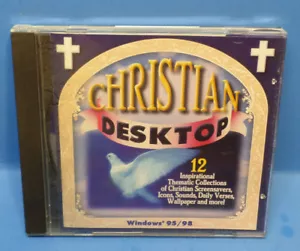 CHRISTIAN
DESKTOP
12
Inspirational
Thematic Collections
of Christian Screensavers,
Icons, Sounds, Daily Verses,
Wallpaper and more!
Windows® 95/98